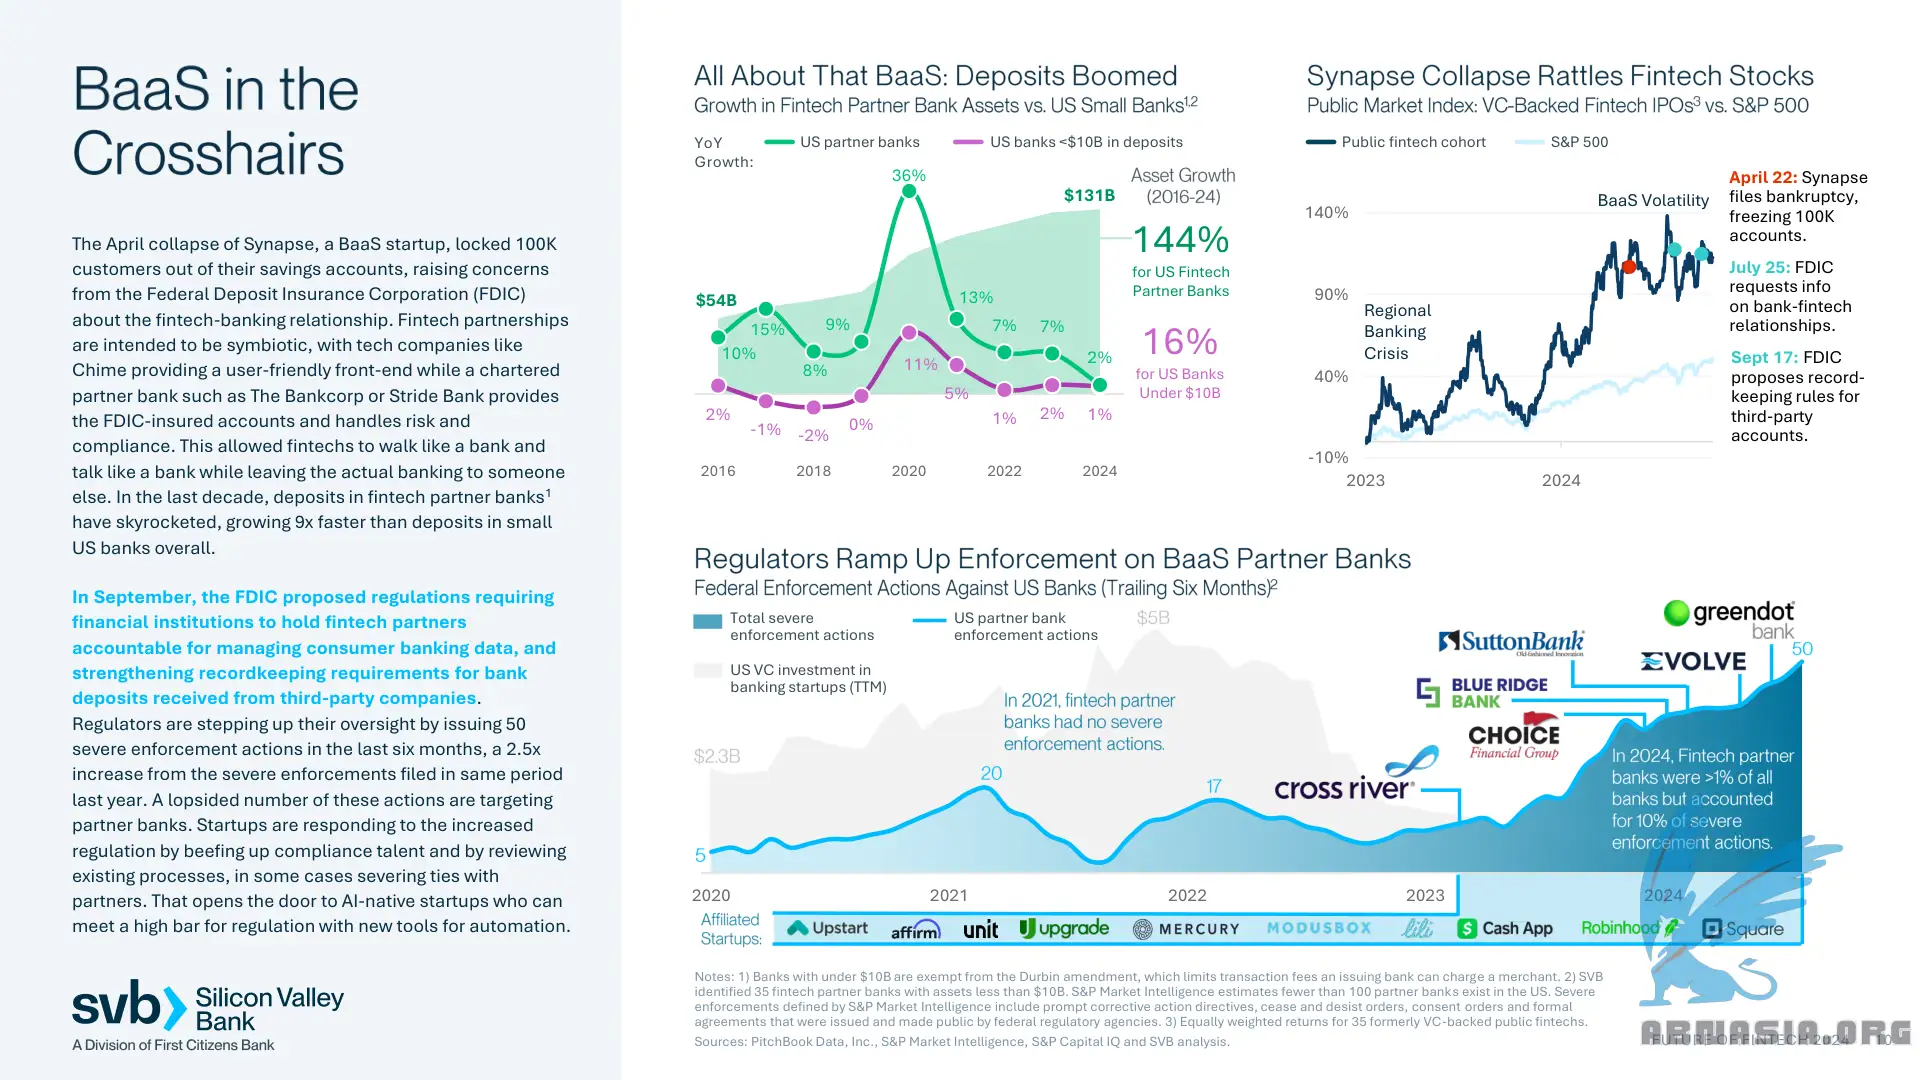 BaaS in the
Crosshairs
The April collapse of Synapse, a BaaS startup, locked 100K
customers out of their savings accounts, raising concerns
from the Federal Deposit Insurance Corporation (FDIC)
about the fintech-banking relationship. Fintech partnerships
are intended to be symbiotic, with tech companies like
Chime providing a user-friendly front-end while a chartered
partner bank such as The Bankcorp or Stride Bank provides
the FDIC-insured accounts and handles risk and
compliance. This allowed fintechs to walk like a bank and
talk like a bank while leaving the actual banking to someone
else. In the last decade, deposits in fintech partner banks¹
have skyrocketed, growing 9x faster than deposits in small
US banks overall.
In September, the FDIC proposed regulations requiring
financial institutions to hold fintech partners
accountable for managing consumer banking data, and
strengthening recordkeeping requirements for bank
deposits received from third-party companies.
Regulators are stepping up their oversight by issuing 50
severe enforcement actions in the last six months, a 2.5x
increase from the severe enforcements filed in same period
last year. A lopsided number of these actions are targeting
partner banks. Startups are responding to the increased
regulation by beefing up compliance talent and by reviewing
existing processes, in some cases severing ties with
partners. That opens the door to AI-native startups who can
meet a high bar for regulation with new tools for automation.
svb Silicon Valley
Bank
A Division of First Citizens Bank
All About That BaaS: Deposits Boomed
Growth in Fintech Partner Bank Assets vs. US Small Banks¹,²
YoY
Growth:
US partner banks
US banks <$10B in deposits
36%
$131B
$54B
10%
15%
8%
9%
13%
7%
7%
2%
2%
-1%
-2%
0%
11%
5%
1%
2%
1%
2016
2018
2020
2022
2024
Asset Growth
(2016-24)
144%
for US Fintech
Partner Banks
16%
for US Banks
Under $10B
Synapse Collapse Rattles Fintech Stocks
Public Market Index: VC-Backed Fintech IPOs³ vs. S&P 500
Public fintech cohort
S&P 500
140%
90%
40%
-10%
2023
2024
Regional
Banking
Crisis
BaaS Volatility
April 22: Synapse
files bankruptcy,
freezing 100K
accounts.
July 25: FDIC
requests info
on bank-fintech
relationships.
Sept 17: FDIC
proposes record-
keeping rules for
third-party
accounts.
Regulators Ramp Up Enforcement on BaaS Partner Banks
Federal Enforcement Actions Against US Banks (Trailing Six Months)²
Total severe
enforcement actions
US partner bank
enforcement actions
US VC investment in
banking startups (TTM)
$5B
$2.3B
In 2021, fintech partner
banks had no severe
enforcement actions.
5
20
17
50
cross river
CHOICE
Financial Group
BLUE RIDGE
BANK
SuttonBank
Old-fashioned Innovation
EVOLVE
greendot
bank
In 2024, Fintech partner
banks were >1% of all
banks but accounted
for 10% of severe
enforcement actions.
2020
2021
2022
2023
2024
Affiliated
Startups:
Upstart
affirm
unit
upgrade
MERCURY
MODUSBOX
lili
Cash App
Robinhood
Square
Notes: 1) Banks with under $10B are exempt from the Durbin amendment, which limits transaction fees an issuing bank can charge a merchant. 2) SVB
identified 35 fintech partner banks with assets less than $10B. S&P Market Intelligence estimates fewer than 100 partner banks exist in the US. Severe
enforcements defined by S&P Market Intelligence include prompt corrective action directives, cease and desist orders, consent orders and formal
agreements that were issued and made public by federal regulatory agencies. 3) Equally weighted returns for 35 formerly VC-backed public fintechs.
Sources: PitchBook Data, Inc., S&P Market Intelligence, S&P Capital IQ and SVB analysis.
FUTURE OF FINTECH 2024 10
ARMASIA.ORG